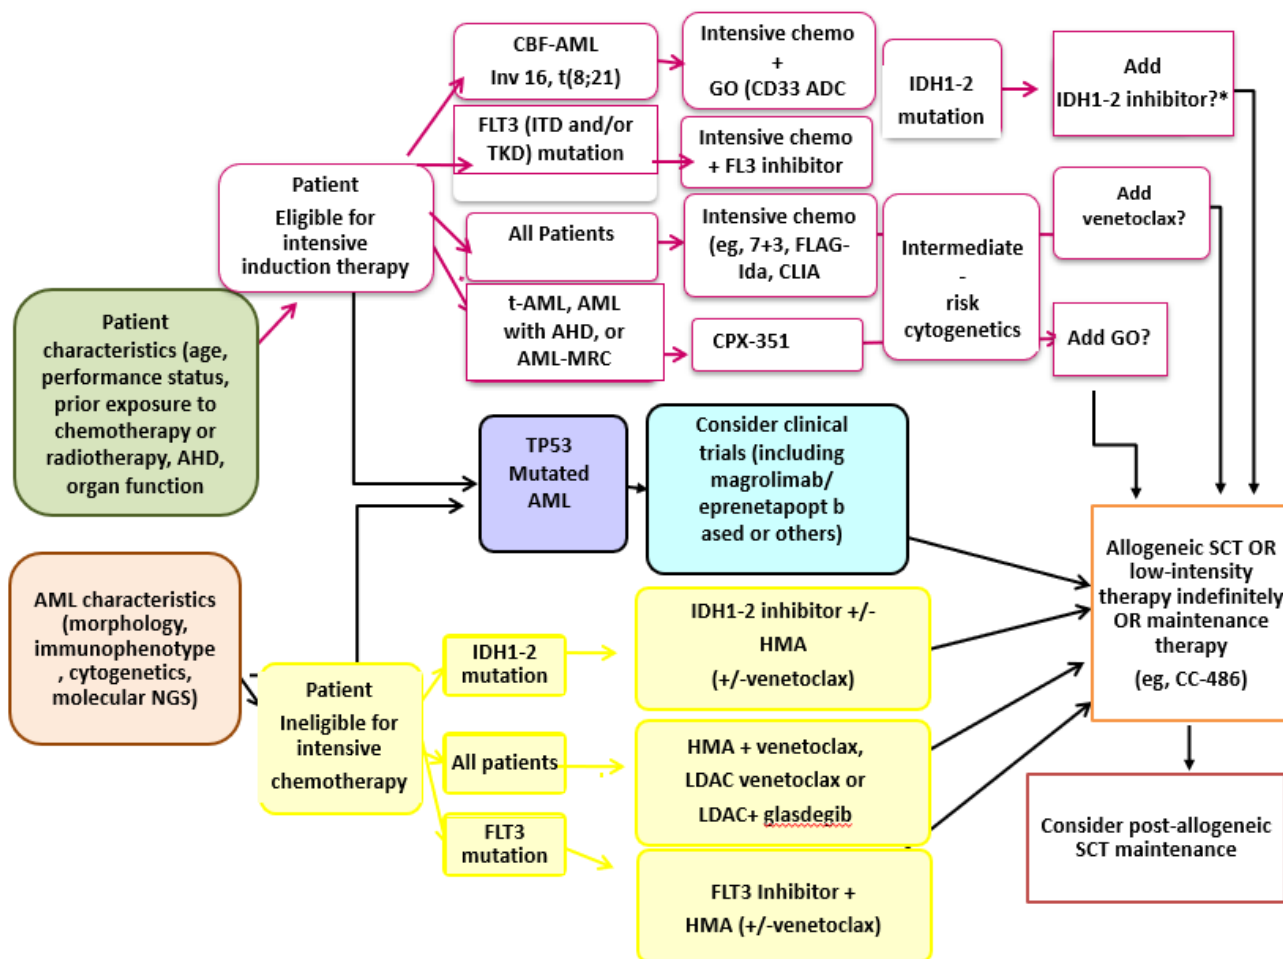 CBF-AML
Inv 16, t(8;21)
Intensive chemo
+
GO (CD33 ADC
IDH1-2
mutation
Add
IDH1-2 inhibitor?*
FLT3 (ITD and/or
TKD) mutation
Intensive chemo
+ FL3 inhibitor
Patient
Eligible for
intensive
induction therapy
All Patients
Intensive chemo
(eg, 7+3, FLAG-
Ida, CLIA
Intermediate
-
risk
cytogenetics
Add
venetoclax?
t-AML, AML
with AHD, or
AML-MRC
CPX-351
Add GO?
Patient
characteristics (age,
performance status,
prior exposure to
chemotherapy or
radiotherapy, AHD,
organ function
TP53
Mutated
AML
Consider clinical
trials (including
magrolimab/
eprenetapopt b
ased or others)
AML characteristics
(morphology,
immunophenotype
, cytogenetics,
molecular NGS)
Patient
Ineligible for
intensive
chemotherapy
IDH1-2
mutation
IDH1-2 inhibitor +/-
HMA
(+/-venetoclax)
All patients
HMA + venetoclax,
LDAC venetoclax or
LDAC+ glasdegib
FLT3
mutation
FLT3 Inhibitor +
HMA (+/-venetoclax)
Allogeneic SCT OR
low-intensity
therapy indefinitely
OR maintenance
therapy
(eg, CC-486)
Consider post-allogeneic
SCT maintenance